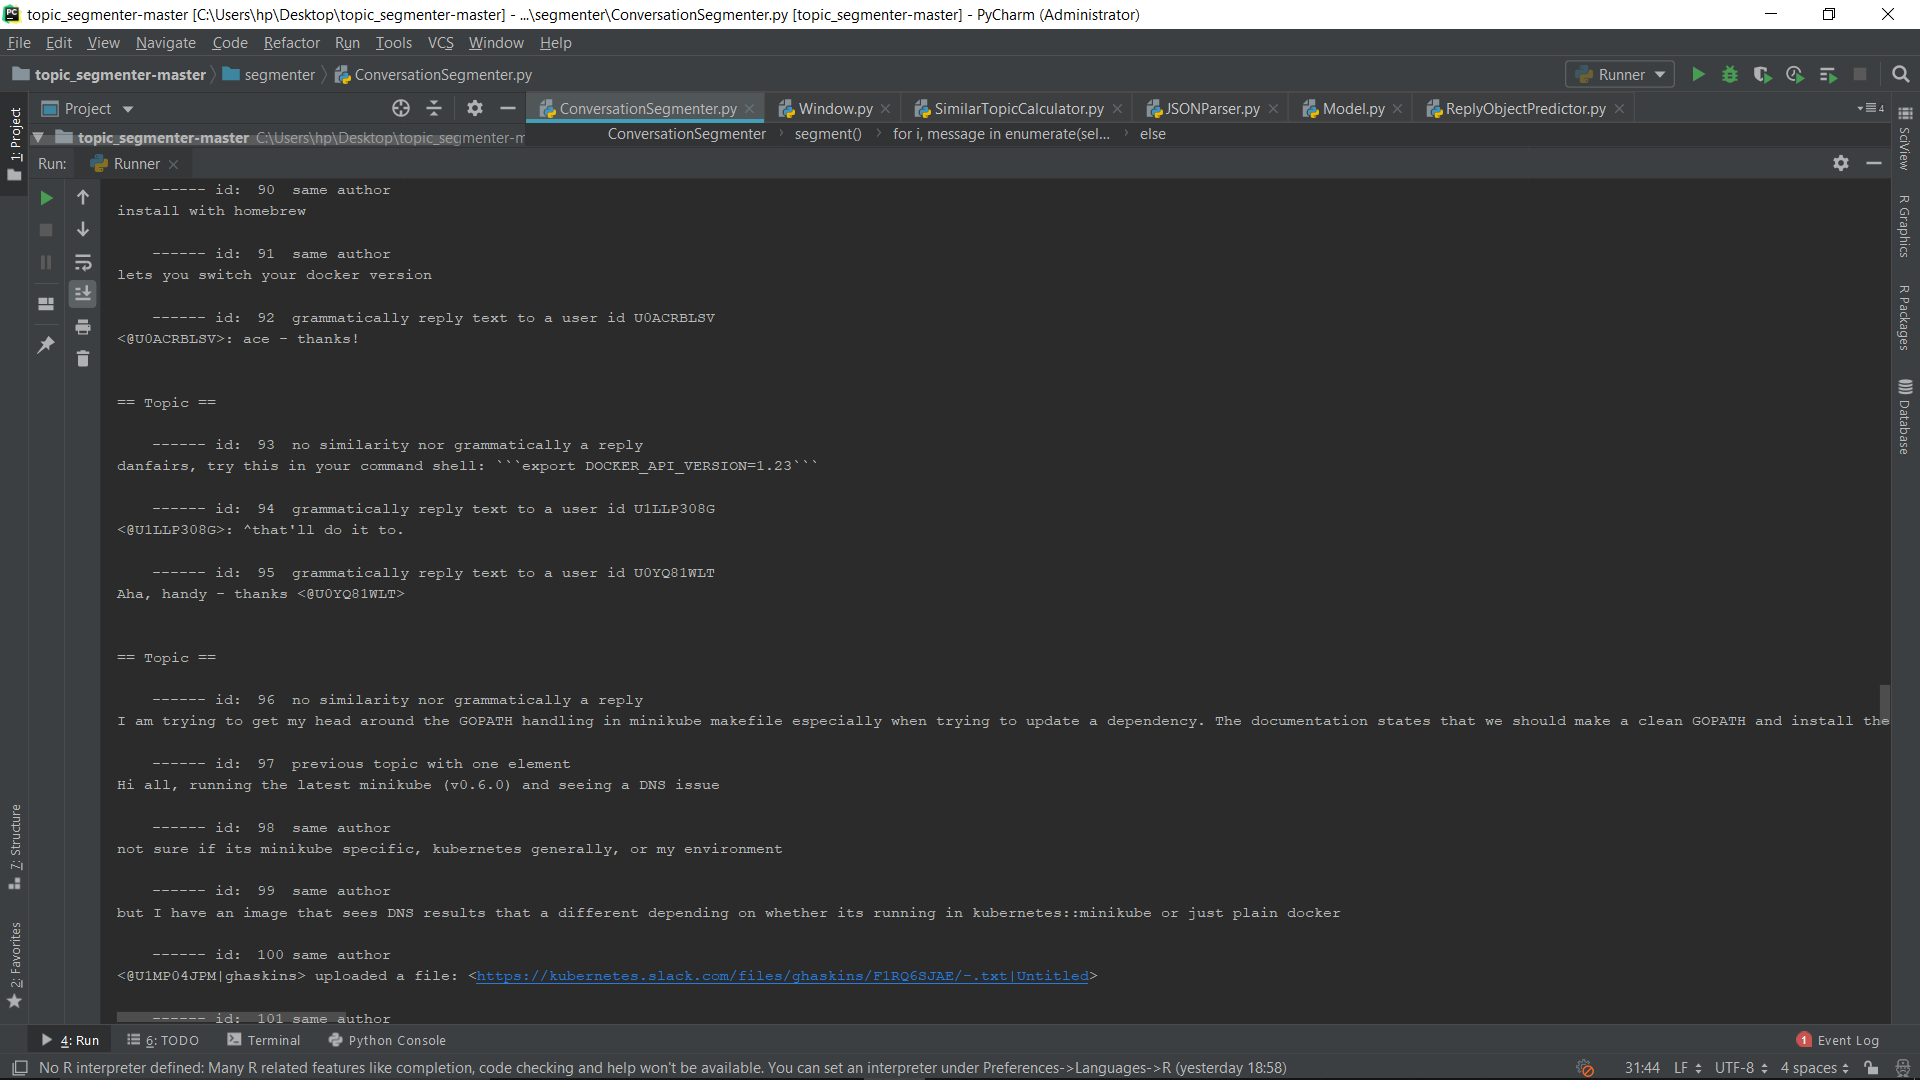 topic_segmenter-master [C:\Users\hp\Desktop\topic_segmenter-master] - ...\segmenter\ConversationSegmenter.py [topic_segmenter-master] - PyCharm (Administrator)
File Edit View Navigate Code Refactor Run Tools VCS Window Help
topic_segmenter-master segmenter ConversationSegmenter.py Runner
Project ConversationSegmenter.py Window.py SimilarTopicCalculator.py JSONParser.py Model.py ReplyObjectPredictor.py 4
topic_segmenter-master C:\Users\hp\Desktop\topic_segmenter-m ConversationSegmenter segment() for i, message in enumerate(sel... else
Run: Runner
------ id: 90 same author
install with homebrew
------ id: 91 same author
lets you switch your docker version
------ id: 92 grammatically reply text to a user id U0ACRBLSV
<@U0ACRBLSV>: ace - thanks!
== Topic ==
------ id: 93 no similarity nor grammatically a reply
danfairs, try this in your command shell: ```export DOCKER_API_VERSION=1.23```
------ id: 94 grammatically reply text to a user id U1LLP308G
<@U1LLP308G>: ^that'll do it to.
------ id: 95 grammatically reply text to a user id U0YQ81WLT
Aha, handy - thanks <@U0YQ81WLT>
== Topic ==
------ id: 96 no similarity nor grammatically a reply
I am trying to get my head around the GOPATH handling in minikube makefile especially when trying to update a dependency. The documentation states that we should make a clean GOPATH and install the
------ id: 97 previous topic with one element
Hi all, running the latest minikube (v0.6.0) and seeing a DNS issue
------ id: 98 same author
not sure if its minikube specific, kubernetes generally, or my environment
------ id: 99 same author
but I have an image that sees DNS results that a different depending on whether its running in kubernetes::minikube or just plain docker
------ id: 100 same author
<@U1MP04JPM|ghaskins> uploaded a file: <https://kubernetes.slack.com/files/ghaskins/F1RQ6SJAE/-.txt|Untitled>
------ id: 101 same author
1: Project
7: Structure
2: Favorites
SciView
R Graphics
R Packages
Database
4: Run 6: TODO Terminal Python Console 1 Event Log
No R interpreter defined: Many R related features like completion, code checking and help won't be available. You can set an interpreter under Preferences->Languages->R (yesterday 18:58) 31:44 LF UTF-8 4 spaces